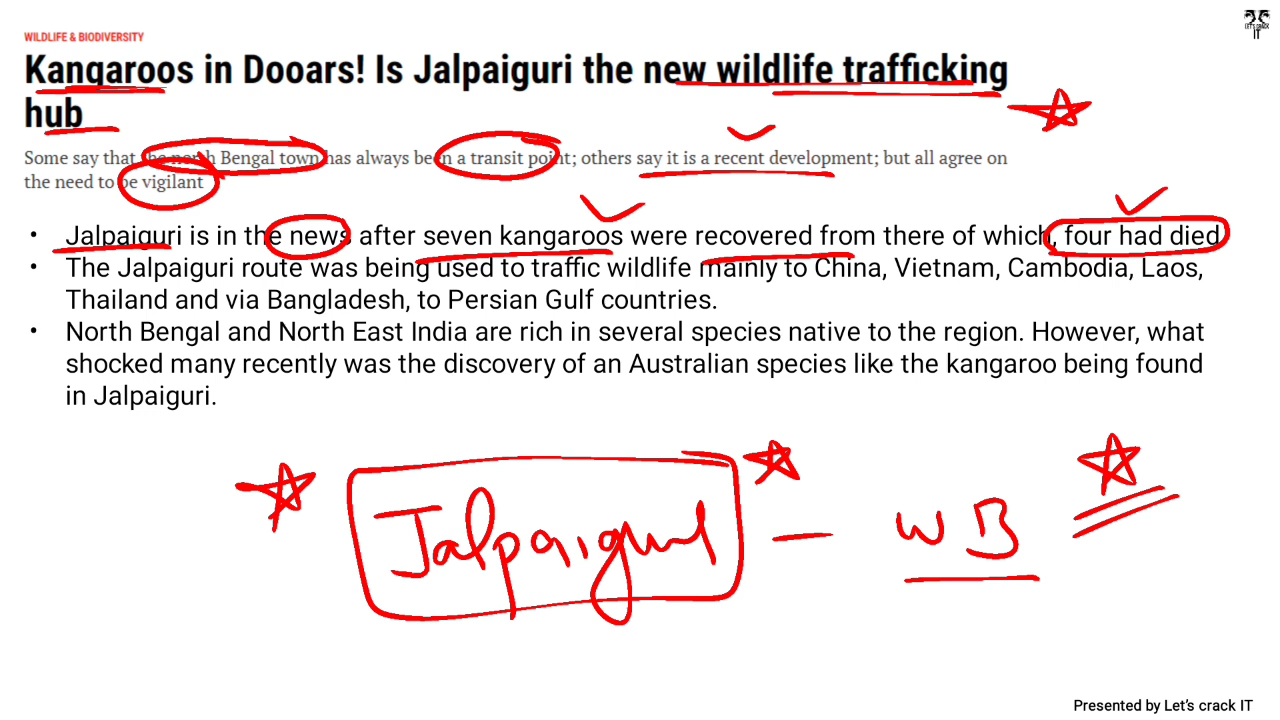 LET'S CRACK
IT
WILDLIFE & BIODIVERSITY
Kangaroos in Dooars! Is Jalpaiguri the new wildlife trafficking
hub
Some say that the north Bengal town has always been a transit point; others say it is a recent development; but all agree on
the need to be vigilant
• Jalpaiguri is in the news after seven kangaroos were recovered from there of which, four had died
• The Jalpaiguri route was being used to traffic wildlife mainly to China, Vietnam, Cambodia, Laos,
Thailand and via Bangladesh, to Persian Gulf countries.
• North Bengal and North East India are rich in several species native to the region. However, what
shocked many recently was the discovery of an Australian species like the kangaroo being found
in Jalpaiguri.
Jalpaiguri — WB
Presented by Let's crack IT